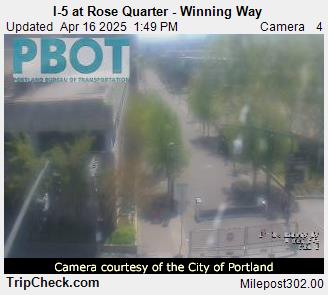 I-5 at Rose Quarter - Winning Way
Updated Apr 16 2025 1:49 PM Camera 4
PBOT
PORTLAND BUREAU OF TRANSPORTATION
Camera courtesy of the City of Portland
TripCheck.com Milepost302.00